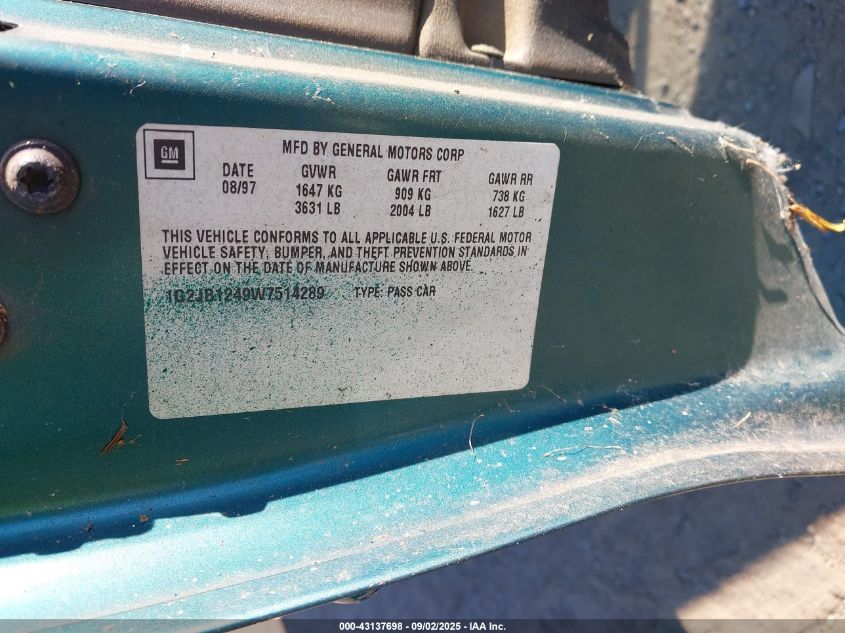 GM
MFD BY GENERAL MOTORS CORP
DATE GVWR GAWR FRT GAWR RR
08/97 1647 KG 909 KG 738 KG
3631 LB 2004 LB 1627 LB
THIS VEHICLE CONFORMS TO ALL APPLICABLE U.S. FEDERAL MOTOR
VEHICLE SAFETY, BUMPER, AND THEFT PREVENTION STANDARDS IN
EFFECT ON THE DATE OF MANUFACTURE SHOWN ABOVE.
1G2JB1249W7514289 TYPE: PASS CAR
000-43137698 - 09/02/2025 - IAA Inc.